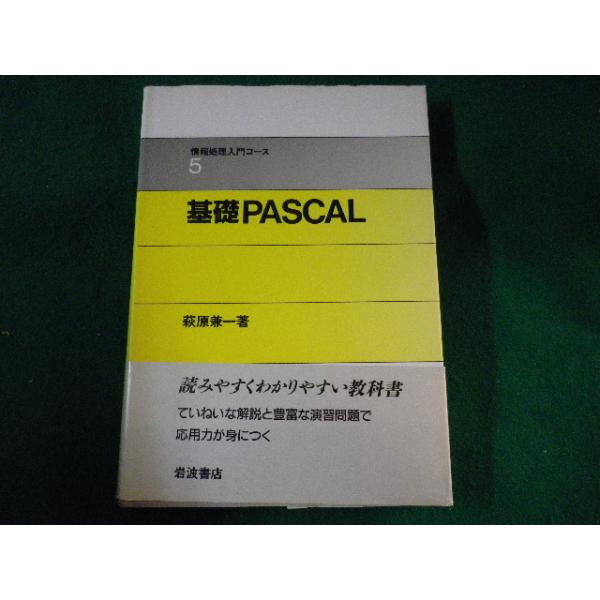 情報処理入門コース
5
基礎PASCAL
萩原兼一著
読みやすくわかりやすい教科書
ていねいな解説と豊富な演習問題で
応用力が身につく
岩波書店